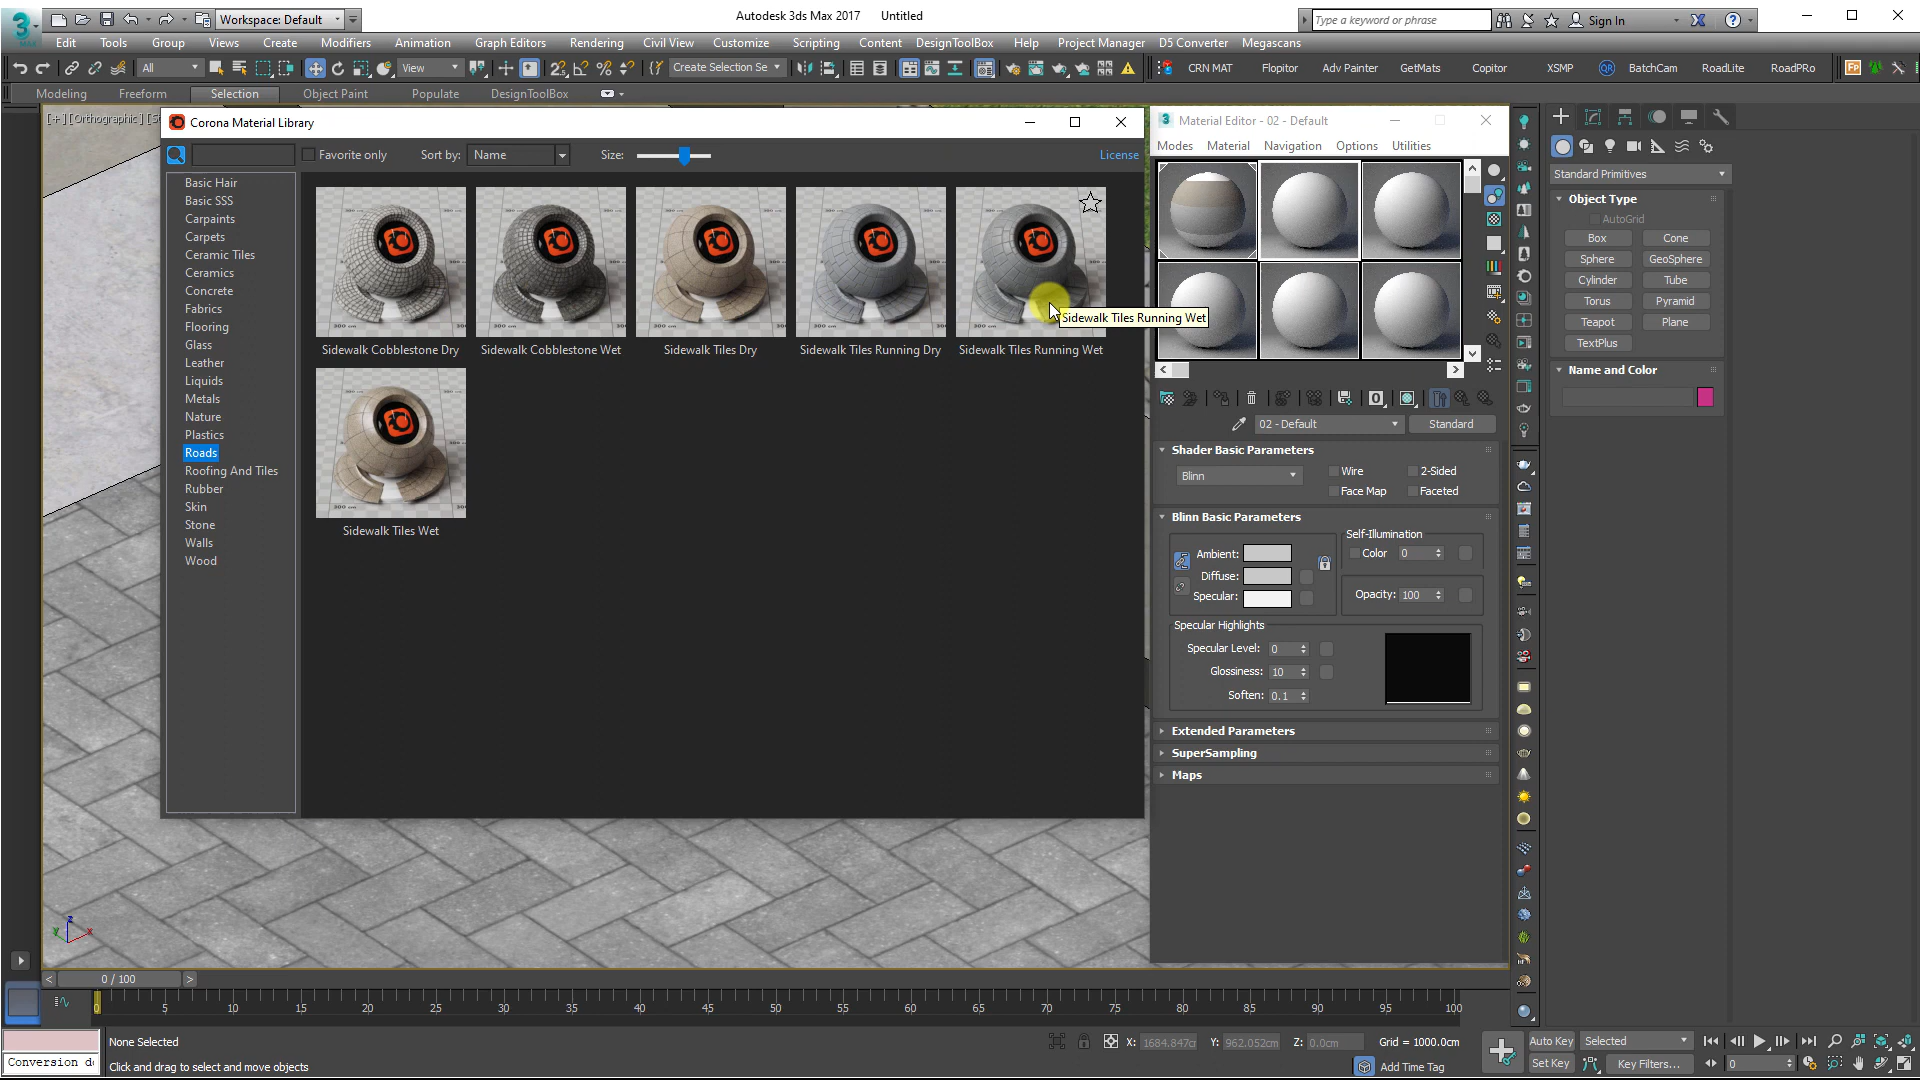 Workspace: Default
Autodesk 3ds Max 2017 Untitled
Type a keyword or phrase
Sign In
Edit Tools Group Views Create Modifiers Animation Graph Editors Rendering Civil View Customize Scripting Content DesignToolBox Help Project Manager D5 Converter Megascans
All View Create Selection Se CRN MAT Flopitor Adv Painter GetMats Copitor XSMP BatchCam RoadLite RoadPRo
Modeling Freeform Selection Object Paint Populate DesignToolBox
[+] [Orthographic]
Corona Material Library
Favorite only Sort by: Name Size: License
Basic Hair
Basic SSS
Carpaints
Carpets
Ceramic Tiles
Ceramics
Concrete
Fabrics
Flooring
Glass
Leather
Liquids
Metals
Nature
Plastics
Roads
Roofing And Tiles
Rubber
Skin
Stone
Walls
Wood
300 cm
Sidewalk Cobblestone Dry Sidewalk Cobblestone Wet Sidewalk Tiles Dry Sidewalk Tiles Running Dry Sidewalk Tiles Running Wet
Sidewalk Tiles Running Wet
Sidewalk Tiles Wet
Material Editor - 02 - Default
Modes Material Navigation Options Utilities
02 - Default Standard
Shader Basic Parameters
Blinn Wire 2-Sided
Face Map Faceted
Blinn Basic Parameters
Self-Illumination
Ambient: Color 0
Diffuse:
Specular: Opacity: 100
Specular Highlights
Specular Level: 0
Glossiness: 10
Soften: 0.1
Extended Parameters
SuperSampling
Maps
Standard Primitives
Object Type
AutoGrid
Box Cone
Sphere GeoSphere
Cylinder Tube
Torus Pyramid
Teapot Plane
TextPlus
Name and Color
z
y x
0 / 100
0 5 10 15 20 25 30 35 40 45 50 55 60 65 70 75 80 85 90 95 100
None Selected
X: 1684.847c Y: 962.052cm Z: 0.0cm Grid = 1000.0cm
Auto Key Selected
Conversion d
Click and drag to select and move objects
Add Time Tag
Set Key Key Filters... 0